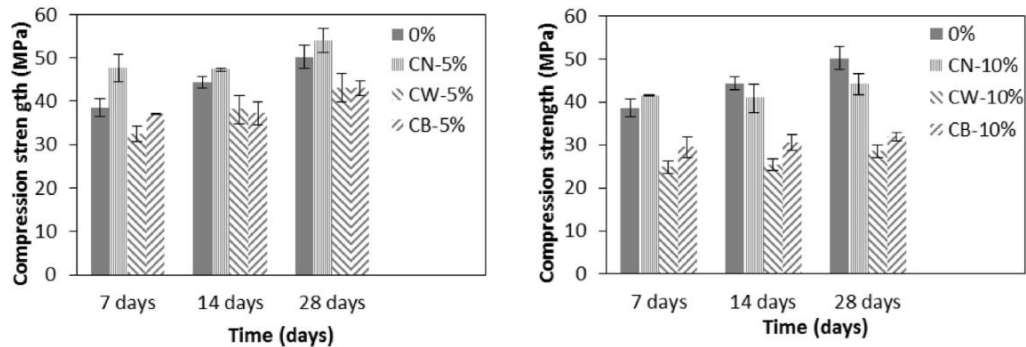 Compression stren gth (MPa)
60
50
40
30
20
10
0
0%
CN-5%
CW-5%
CB-5%
7 days 14 days 28 days
Time (days)
Compression strength (MPa)
60
50
40
30
20
10
0
0%
CN-10%
CW-10%
CB-10%
7 days 14 days 28 days
Time (days)